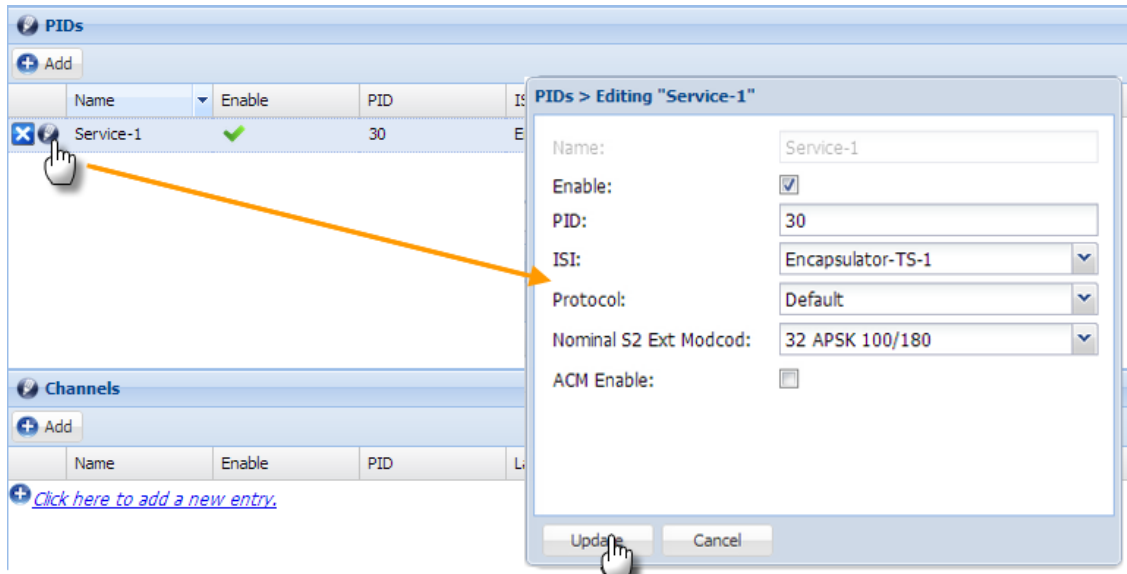 PIDs
Add
Name Enable PID
Service-1 30
PIDs > Editing "Service-1"
Name: Service-1
Enable:
PID: 30
ISI: Encapsulator-TS-1
Protocol: Default
Nominal S2 Ext Modcod: 32 APSK 100/180
ACM Enable:
Update Cancel
Channels
Add
Name Enable PID
Click here to add a new entry.